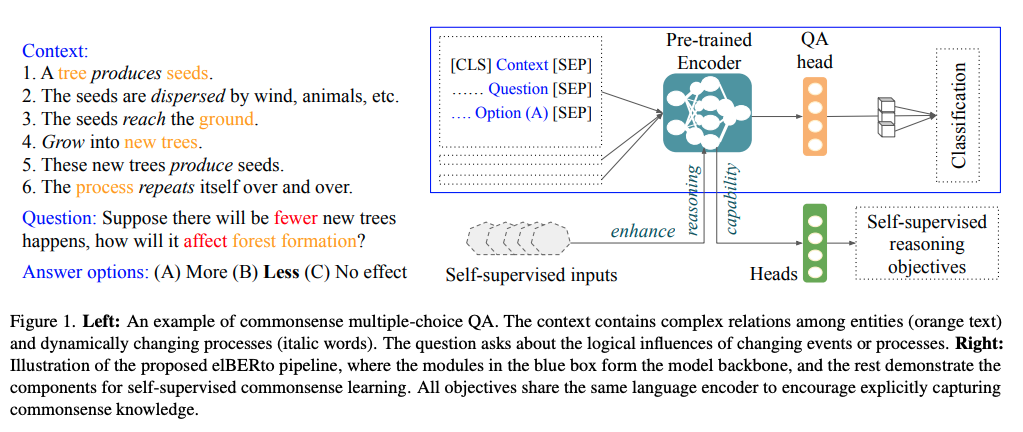 Context:
1. A tree produces seeds.
2. The seeds are dispersed by wind, animals, etc.
3. The seeds reach the ground.
4. Grow into new trees.
5. These new trees produce seeds.
6. The process repeats itself over and over.
Question: Suppose there will be fewer new trees
happens, how will it affect forest formation?
Answer options: (A) More (B) Less (C) No effect
[CLS] Context [SEP]
...... Question [SEP]
.... Option (A) [SEP]
Pre-trained
Encoder
QA
head
Classification
reasoning
capability
enhance
Self-supervised inputs
Heads
Self-supervised
reasoning
objectives
Figure 1. Left: An example of commonsense multiple-choice QA. The context contains complex relations among entities (orange text)
and dynamically changing processes (italic words). The question asks about the logical influences of changing events or processes. Right:
Illustration of the proposed elBERto pipeline, where the modules in the blue box form the model backbone, and the rest demonstrate the
components for self-supervised commonsense learning. All objectives share the same language encoder to encourage explicitly capturing
commonsense knowledge.